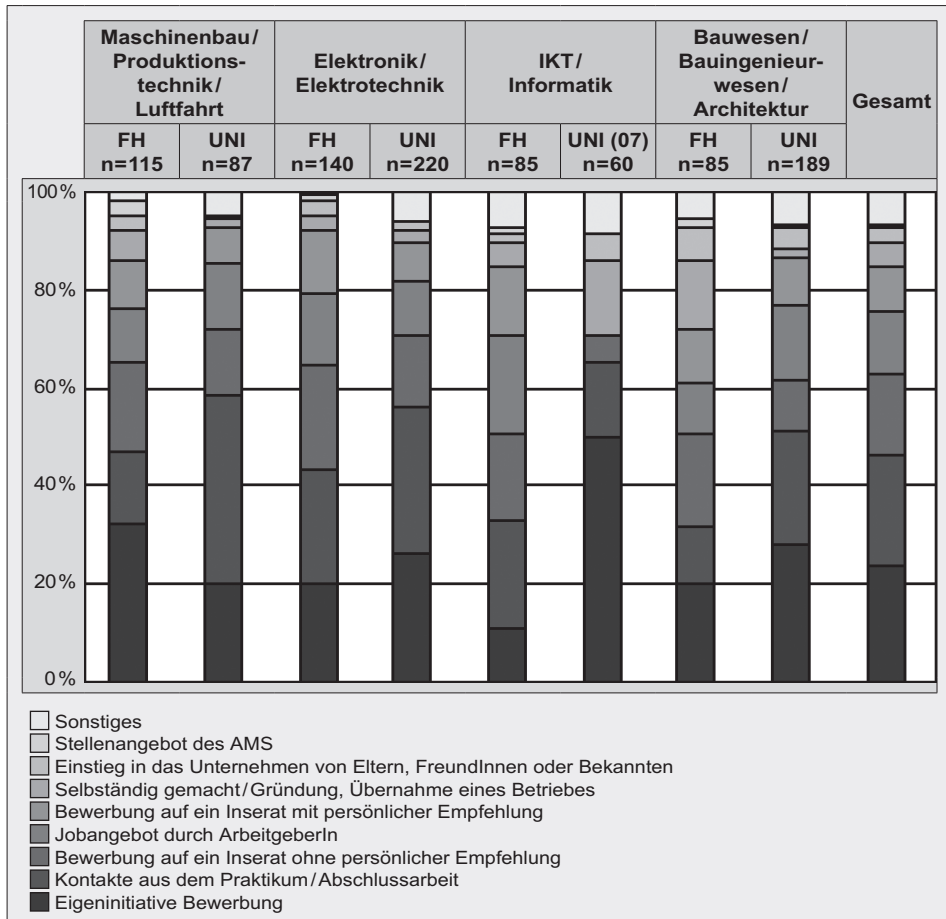 Maschinenbau/
Produktions-
technik/
Luftfahrt
Elektronik/
Elektrotechnik
IKT/
Informatik
Bauwesen/
Bauingenieur-
wesen/
Architektur
Gesamt
FH
n=115
UNI
n=87
FH
n=140
UNI
n=220
FH
n=85
UNI (07)
n=60
FH
n=85
UNI
n=189
100%
80%
60%
40%
20%
0%
Sonstiges
Stellenangebot des AMS
Einstieg in das Unternehmen von Eltern, FreundInnen oder Bekannten
Selbständig gemacht/Gründung, Übernahme eines Betriebes
Bewerbung auf ein Inserat mit persönlicher Empfehlung
Jobangebot durch ArbeitgeberIn
Bewerbung auf ein Inserat ohne persönlicher Empfehlung
Kontakte aus dem Praktikum/Abschlussarbeit
Eigeninitiative Bewerbung